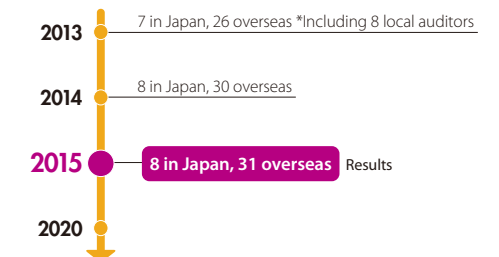 2013 7 in Japan, 26 overseas *Including 8 local auditors
2014 8 in Japan, 30 overseas
2015 8 in Japan, 31 overseas Results
2020